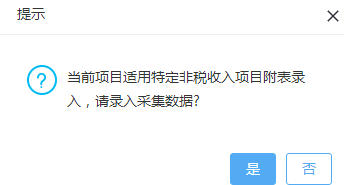 提示
当前项目适用特定非税收入项目附表录
入，请录入采集数据?
是
否